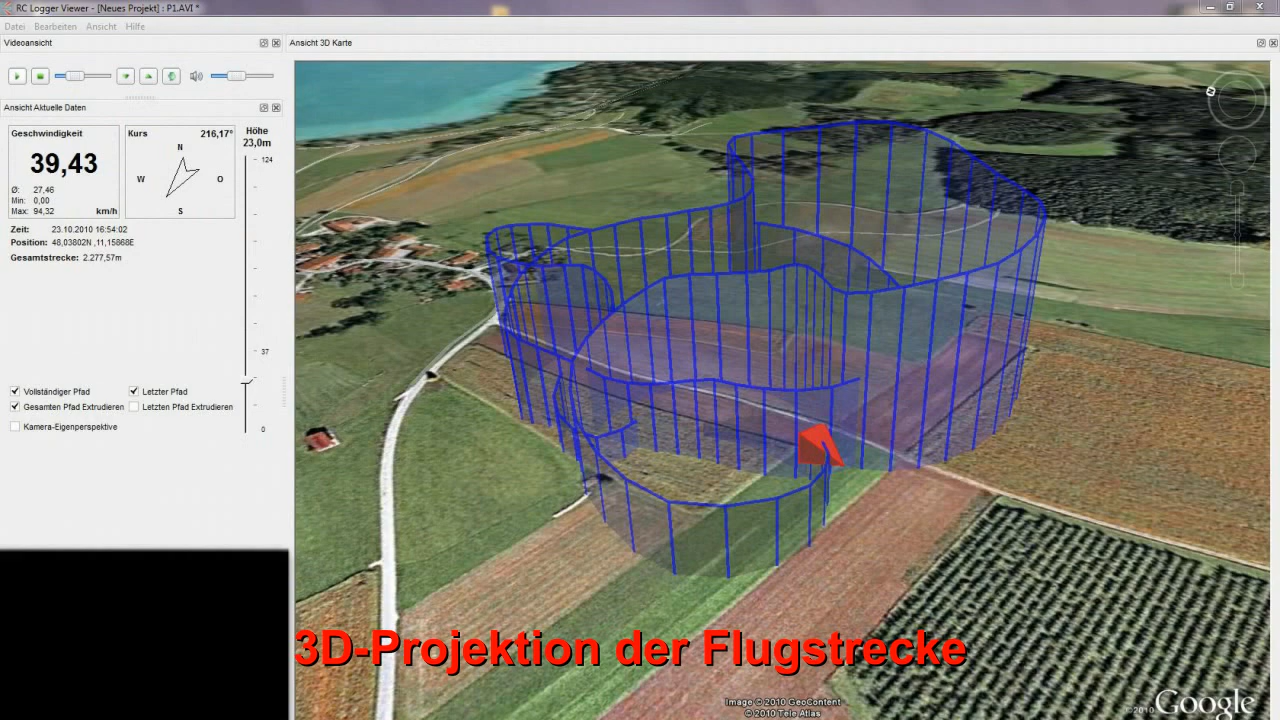 RC Logger Viewer - [Neues Projekt] : P1.AVI *
Datei Bearbeiten Ansicht Hilfe
Videoansicht
Ansicht 3D Karte
Ansicht Aktuelle Daten
Geschwindigkeit
39,43
Ø: 27,46
Min: 0,00
Max: 94,32 km/h
Kurs 216,17°
N
W O
S
Höhe
23,0m
124
37
0
Zeit: 23.10.2010 16:54:02
Position: 48,03802N ,11,15868E
Gesamtstrecke: 2.277,57m
Vollständiger Pfad Letzter Pfad
Gesamten Pfad Extrudieren Letzten Pfad Extrudieren
Kamera-Eigenperspektive
3D-Projektion der Flugstrecke
Image © 2010 GeoContent
© 2010 Tele Atlas
©2010 Google